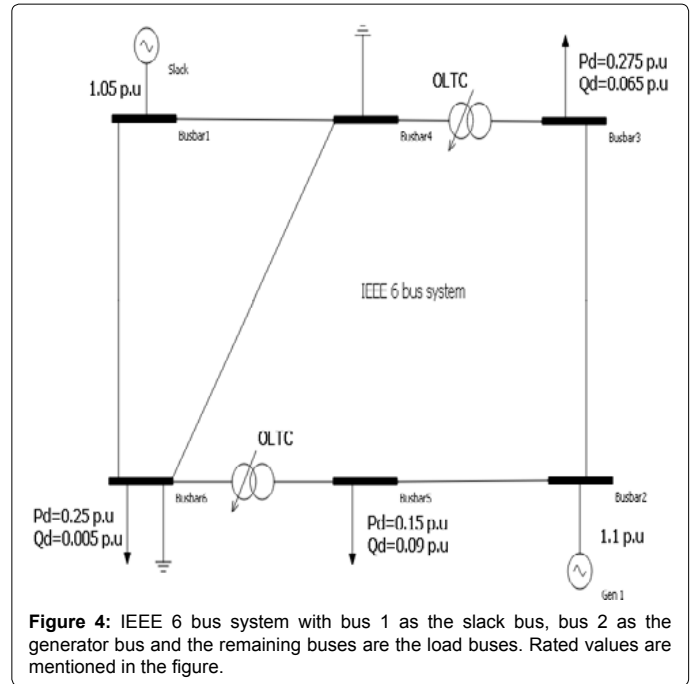 Slack
1.05 p.u
Busbar1
Busbar4
OLTC
Pd=0.275 p.u
Qd=0.065 p.u
Busbar3
IEEE 6 bus system
OLTC
Busbar6
Pd=0.25 p.u
Qd=0.005 p.u
Busbar5
Pd=0.15 p.u
Qd=0.09 p.u
Busbar2
1.1 p.u
Gen 1
Figure 4: IEEE 6 bus system with bus 1 as the slack bus, bus 2 as the
generator bus and the remaining buses are the load buses. Rated values are
mentioned in the figure.